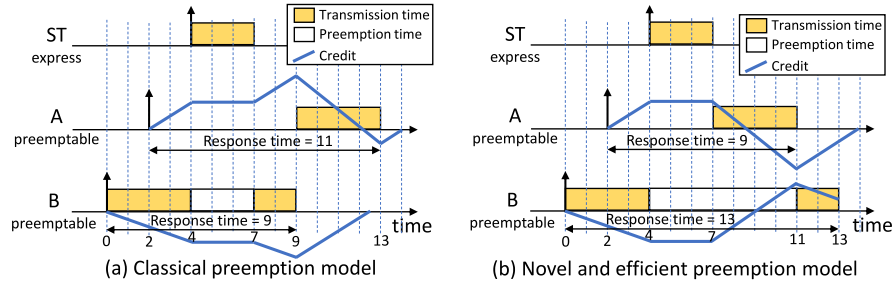 ST
express
Transmission time
Preemption time
Credit
A
preemptable
Response time = 11
B
preemptable
Response time = 9
time
0 2 4 7 9 13
(a) Classical preemption model
ST
express
Transmission time
Preemption time
Credit
A
preemptable
Response time = 9
B
preemptable
Response time = 13
time
0 2 4 7 11 13
(b) Novel and efficient preemption model